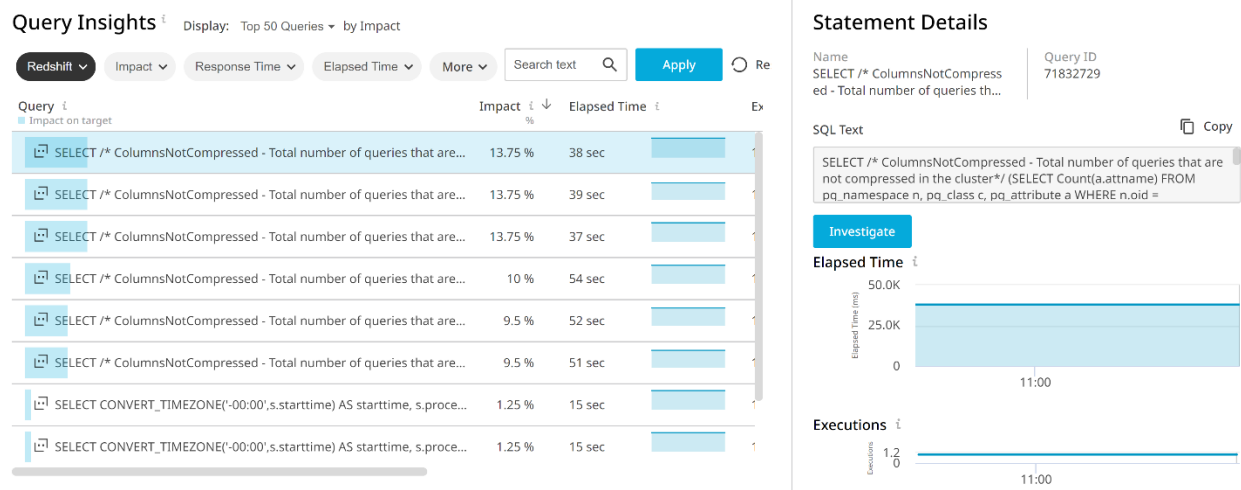 Query Insights i Display: Top 50 Queries by Impact
Redshift Impact Response Time Elapsed Time More Search text Apply Re
Query i Impact i Elapsed Time i Ex
Impact on target %
SELECT /* ColumnsNotCompressed - Total number of queries that are... 13.75 % 38 sec
SELECT /* ColumnsNotCompressed - Total number of queries that are... 13.75 % 39 sec
SELECT /* ColumnsNotCompressed - Total number of queries that are... 13.75 % 37 sec
SELECT /* ColumnsNotCompressed - Total number of queries that are... 10 % 54 sec
SELECT /* ColumnsNotCompressed - Total number of queries that are... 9.5 % 52 sec
SELECT /* ColumnsNotCompressed - Total number of queries that are... 9.5 % 51 sec
SELECT CONVERT_TIMEZONE('-00:00',s.starttime) AS starttime, s.proce... 1.25 % 15 sec
SELECT CONVERT_TIMEZONE('-00:00',s.starttime) AS starttime, s.proce... 1.25 % 15 sec
Statement Details
Name
SELECT /* ColumnsNotCompress
ed - Total number of queries th...
Query ID
71832729
SQL Text Copy
SELECT /* ColumnsNotCompressed - Total number of queries that are
not compressed in the cluster*/ (SELECT Count(a.attname) FROM
pg_namespace n, pg_class c, pg_attribute a WHERE n.oid =
Investigate
Elapsed Time i
Elapsed Time (ms)
50.0K
25.0K
0
11:00
Executions i
Executions
1.2
0
11:00